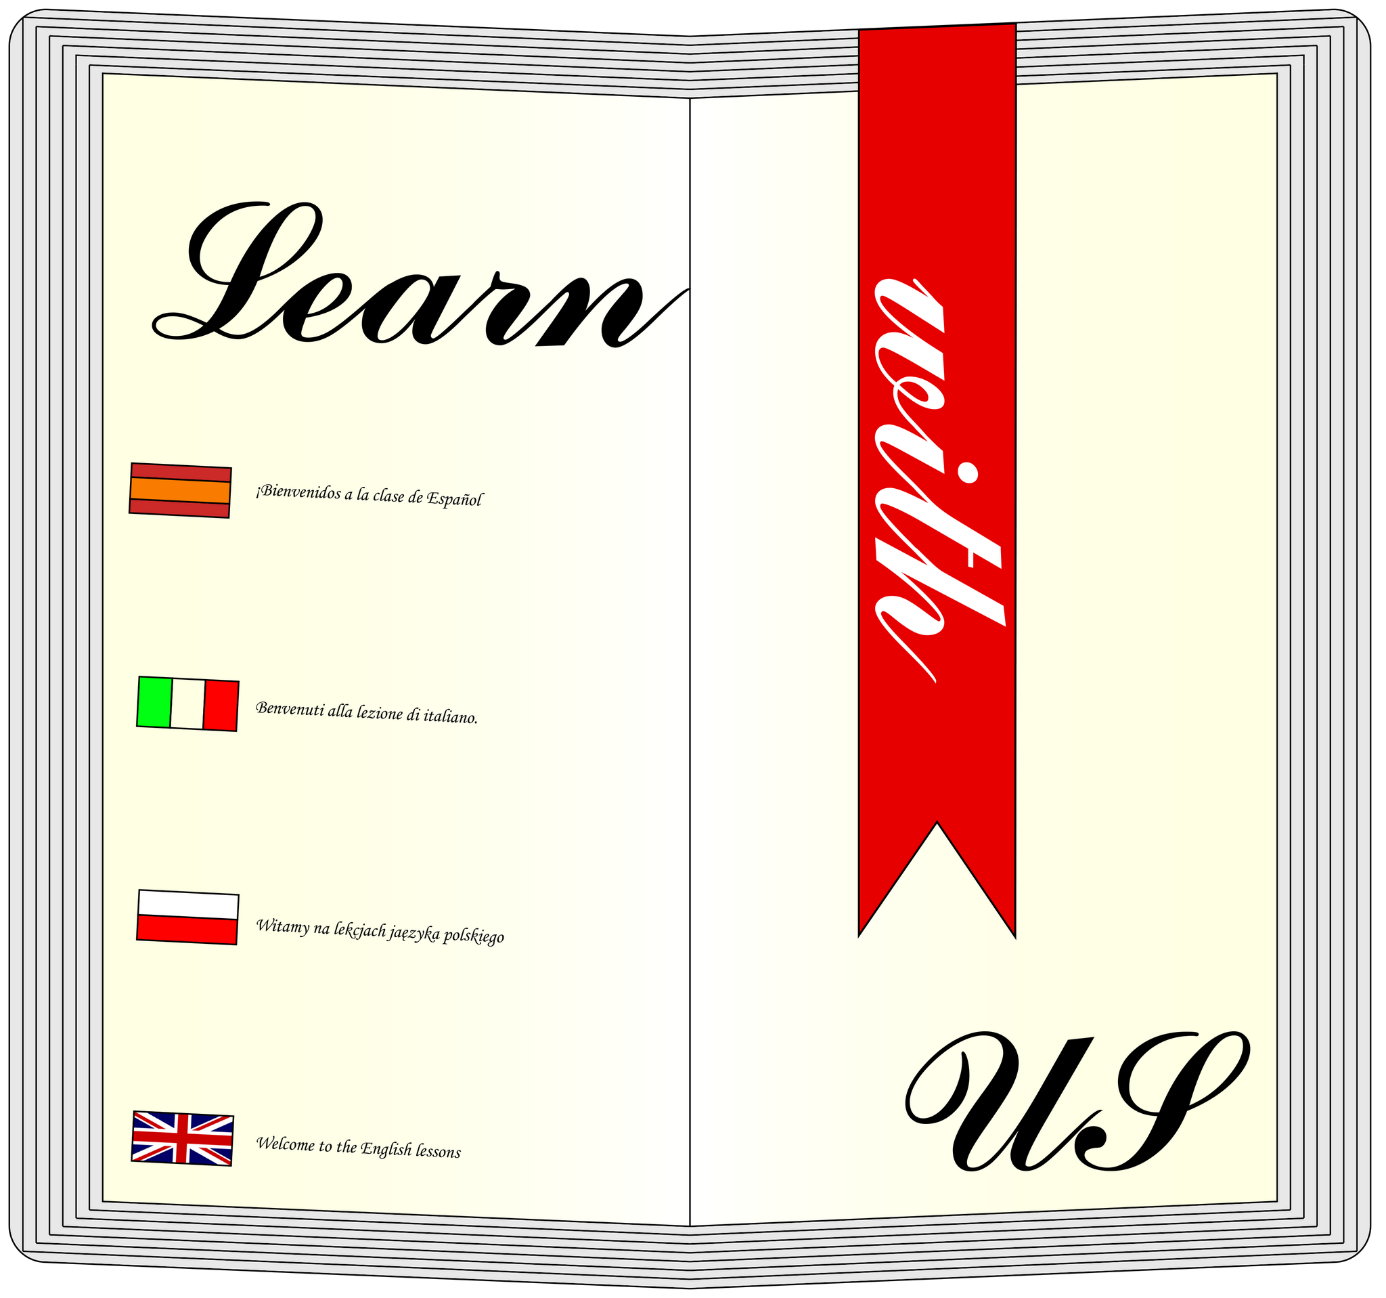 Learn
with
US
¡Bienvenidos a la clase de Español
Benvenuti alla lezione di italiano.
Witamy na lekcjach jaęzyka polskiego
Welcome to the English lessons